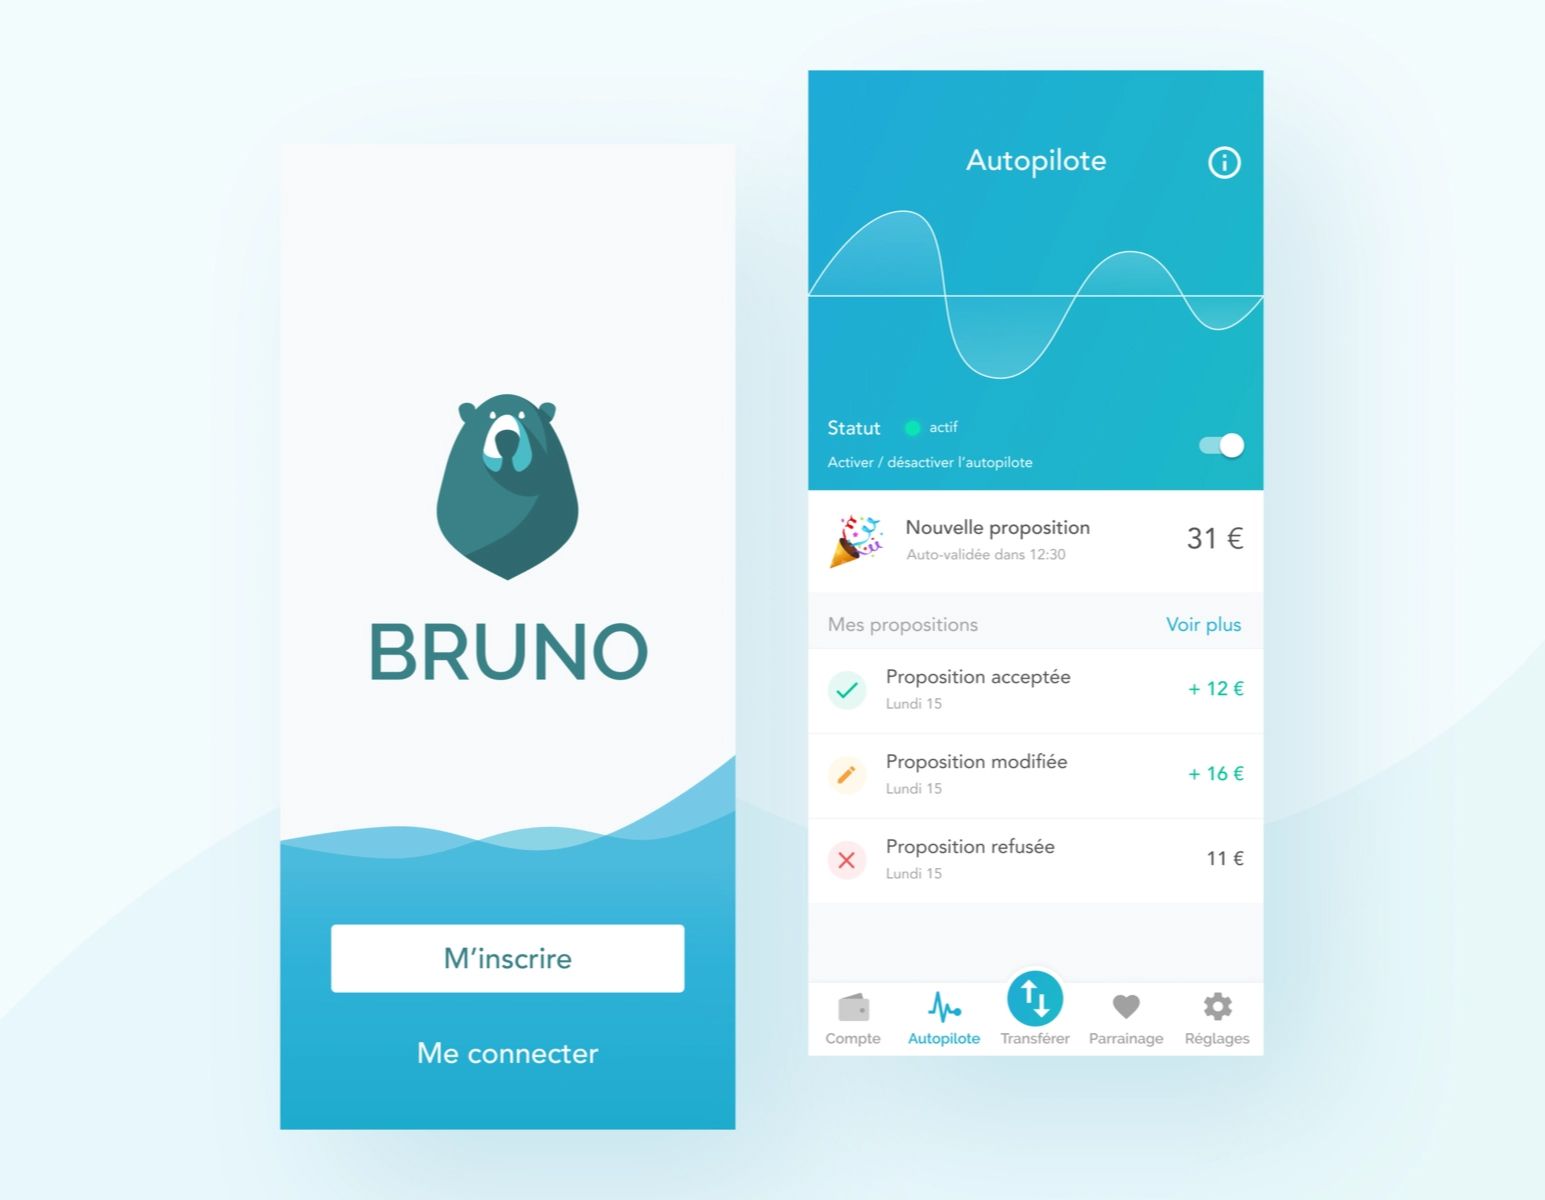 BRUNO
M’inscrire
Me connecter
Autopilote
Statut actif
Activer / désactiver l’autopilote
Nouvelle proposition
31 €
Auto-validée dans 12:30
Mes propositions Voir plus
Proposition acceptée
+ 12 €
Lundi 15
Proposition modifiée
+ 16 €
Lundi 15
Proposition refusée
11 €
Lundi 15
Compte Autopilote Transférer Parrainage Réglages